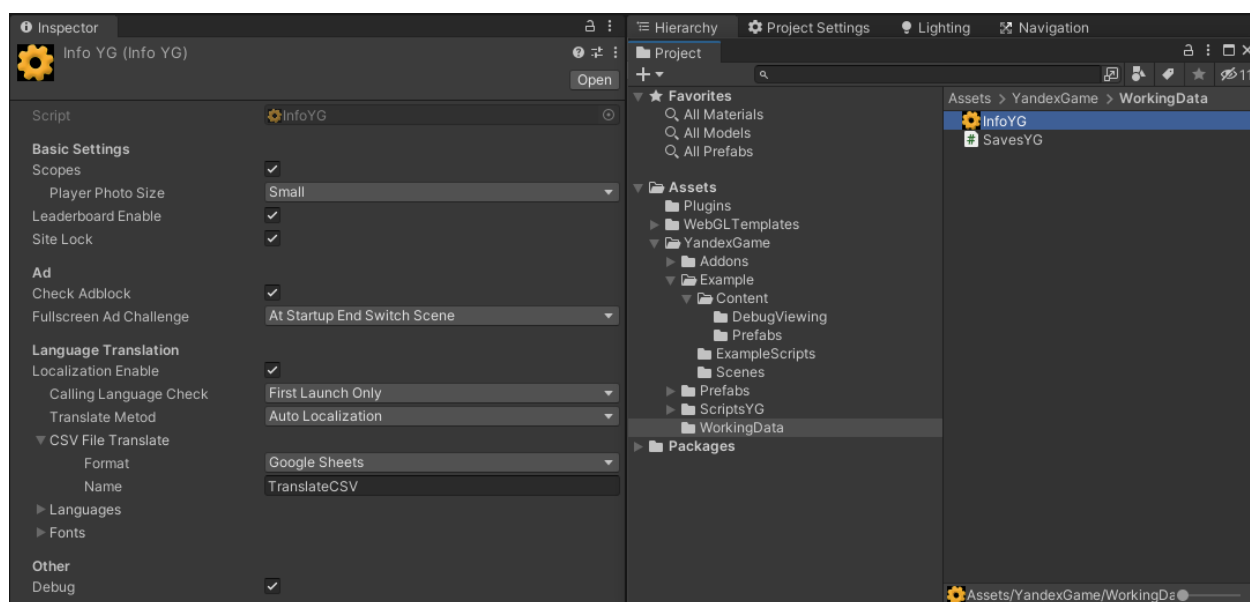 Inspector
Info YG (Info YG)
Open
Script
InfoYG
Basic Settings
Scopes
Player Photo Size
Small
Leaderboard Enable
Site Lock
Ad
Check Adblock
Fullscreen Ad Challenge
At Startup End Switch Scene
Language Translation
Localization Enable
Calling Language Check
First Launch Only
Translate Metod
Auto Localization
CSV File Translate
Format
Google Sheets
Name
TranslateCSV
Languages
Fonts
Other
Debug
Hierarchy
Project Settings
Lighting
Navigation
Project
11
Favorites
All Materials
All Models
All Prefabs
Assets
Plugins
WebGLTemplates
YandexGame
Addons
Example
Content
DebugViewing
Prefabs
ExampleScripts
Scenes
Prefabs
ScriptsYG
WorkingData
Packages
Assets > YandexGame > WorkingData
InfoYG
# SavesYG
Assets/YandexGame/WorkingDa